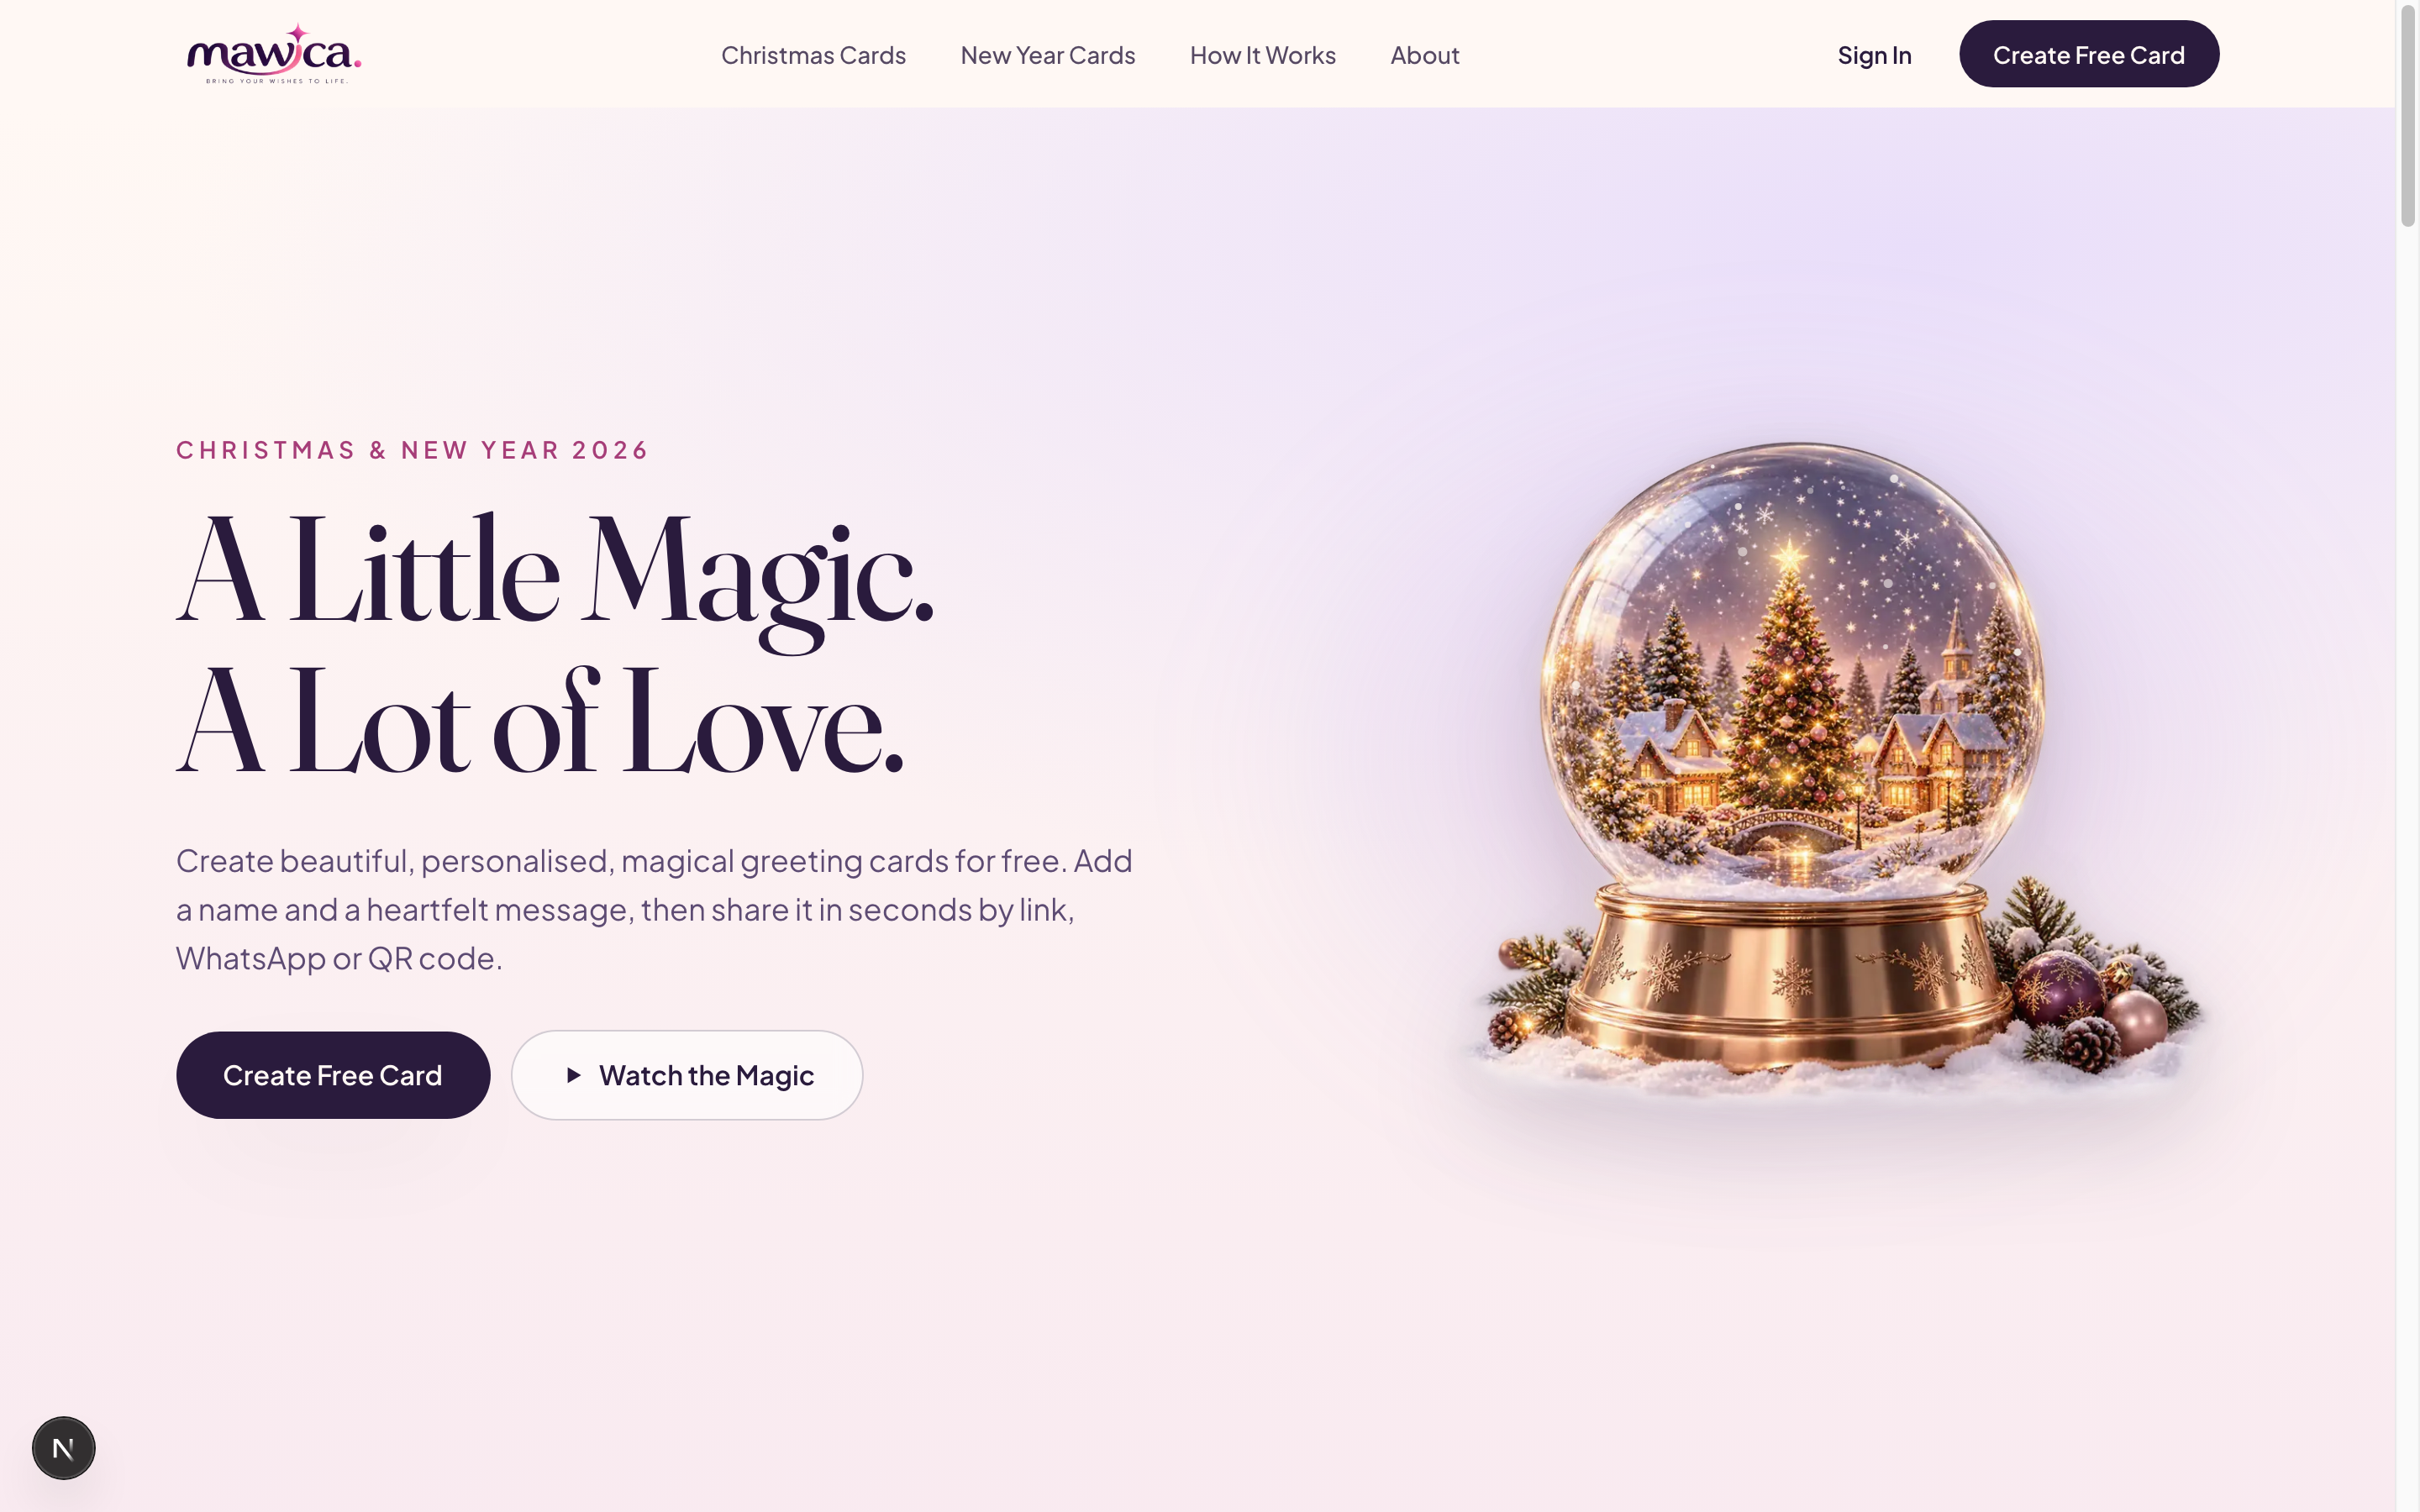 mawica.
BRING YOUR WISHES TO LIFE.
Christmas Cards
New Year Cards
How It Works
About
Sign In
Create Free Card
CHRISTMAS & NEW YEAR 2026
A Little Magic.
A Lot of Love.
Create beautiful, personalised, magical greeting cards for free. Add
a name and a heartfelt message, then share it in seconds by link,
WhatsApp or QR code.
Create Free Card
Watch the Magic
N